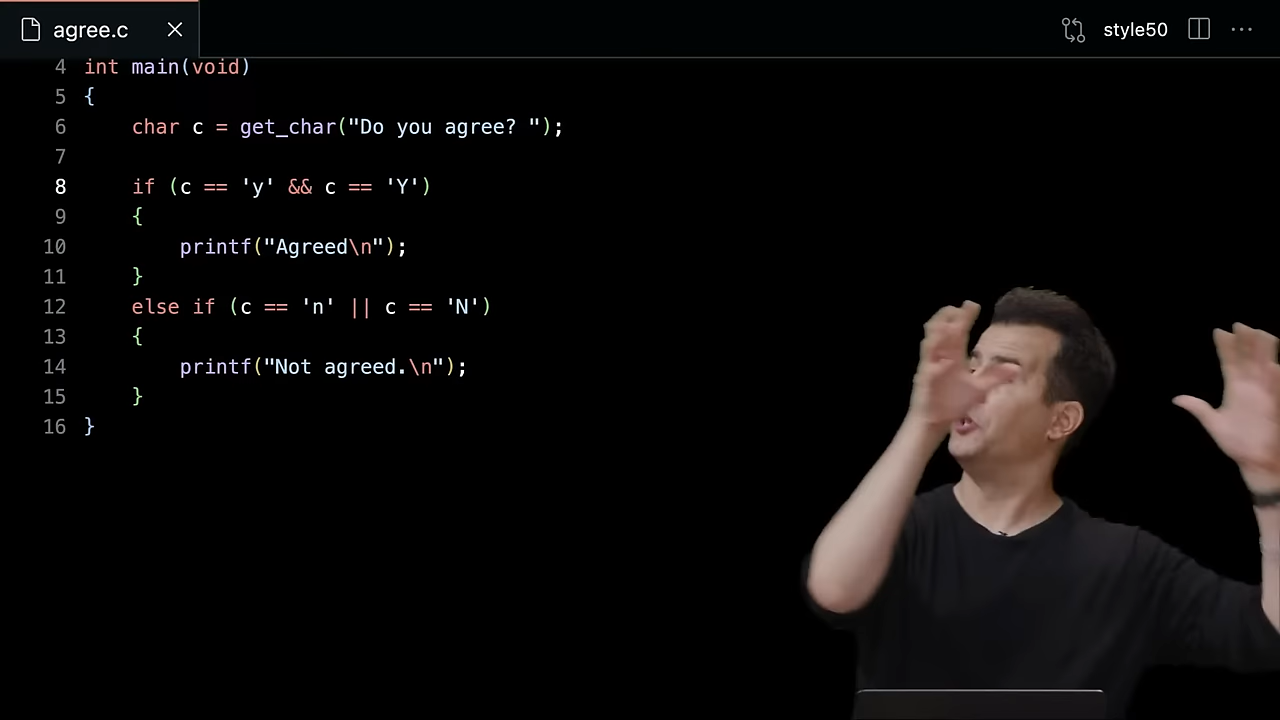 agree.c
style50
4 int main(void)
5 {
6     char c = get_char("Do you agree? ");
7
8     if (c == 'y' && c == 'Y')
9     {
10         printf("Agreed\n");
11     }
12     else if (c == 'n' || c == 'N')
13     {
14         printf("Not agreed.\n");
15     }
16 }